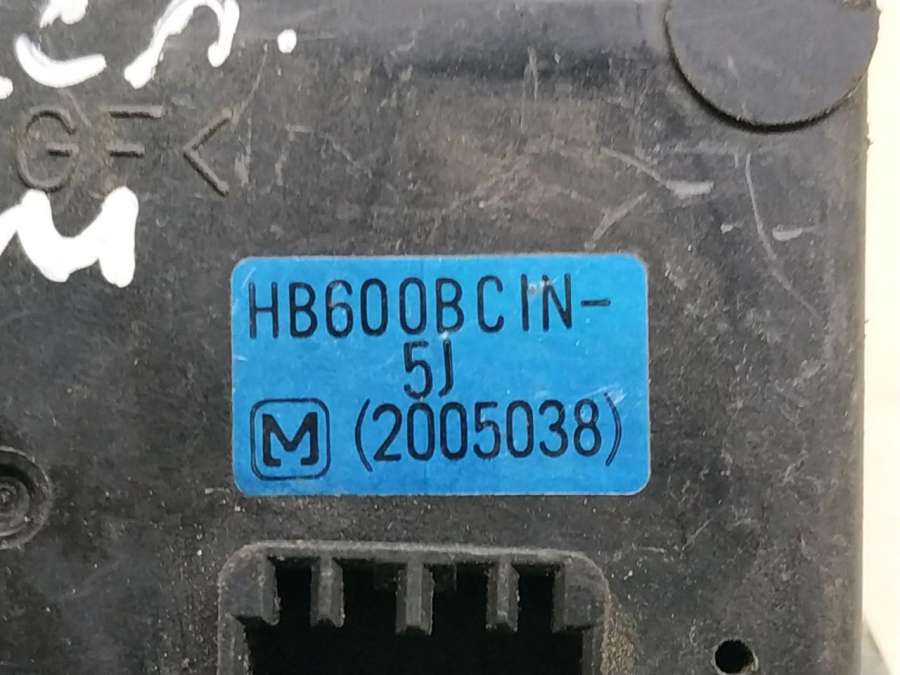 GF<
HB600BCIN-
5J
M (2005038)